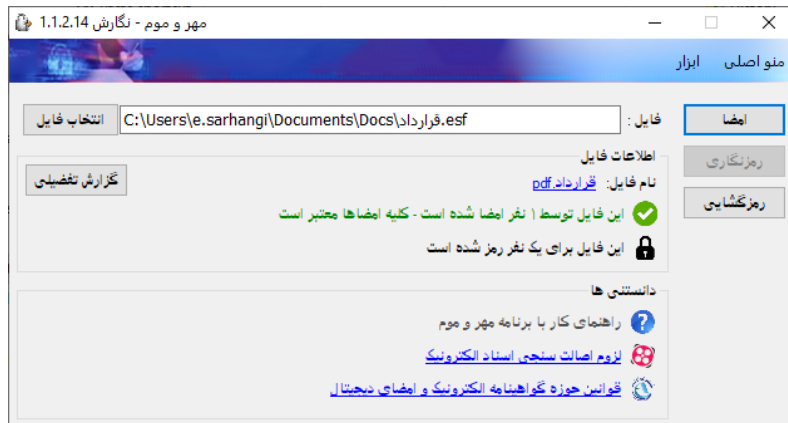 مهر و موم - نگارش 1.1.2.14
منو اصلی
ابزار
امضا
رمزنگاری
رمزگشایی
فایل :
C:\Users\e.sarhangi\Documents\Docs\قرارداد.esf
انتخاب فایل
اطلاعات فایل
نام فایل: قرارداد.pdf
گزارش تفضیلی
این فایل توسط ۱ نفر امضا شده است - کلیه امضاها معتبر است
این فایل برای یک نفر رمز شده است
دانستنی ها
راهنمای کار با برنامه مهر و موم
لزوم اصالت سنجی اسناد الکترونیک
قوانین حوزه گواهینامه الکترونیک و امضای دیجیتال